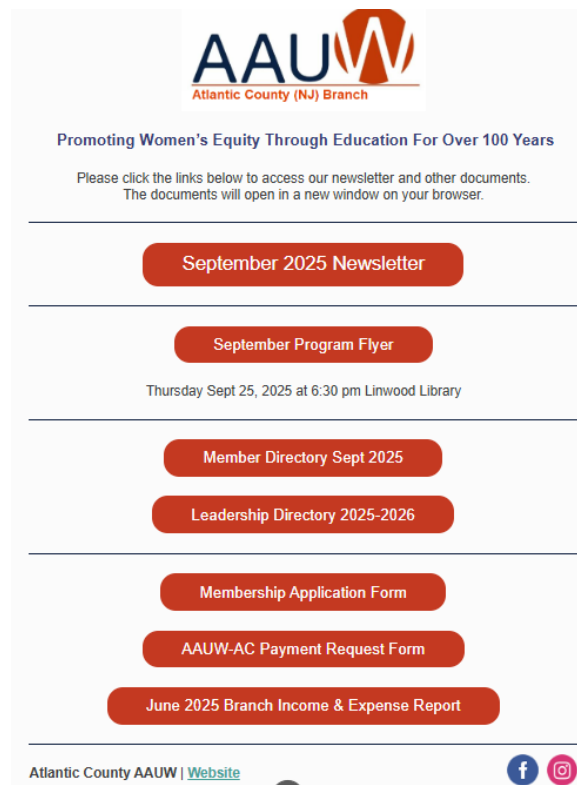 AAUW
Atlantic County (NJ) Branch
Promoting Women's Equity Through Education For Over 100 Years
Please click the links below to access our newsletter and other documents.
The documents will open in a new window on your browser.
September 2025 Newsletter
September Program Flyer
Thursday Sept 25, 2025 at 6:30 pm Linwood Library
Member Directory Sept 2025
Leadership Directory 2025-2026
Membership Application Form
AAUW-AC Payment Request Form
June 2025 Branch Income & Expense Report
Atlantic County AAUW | Website